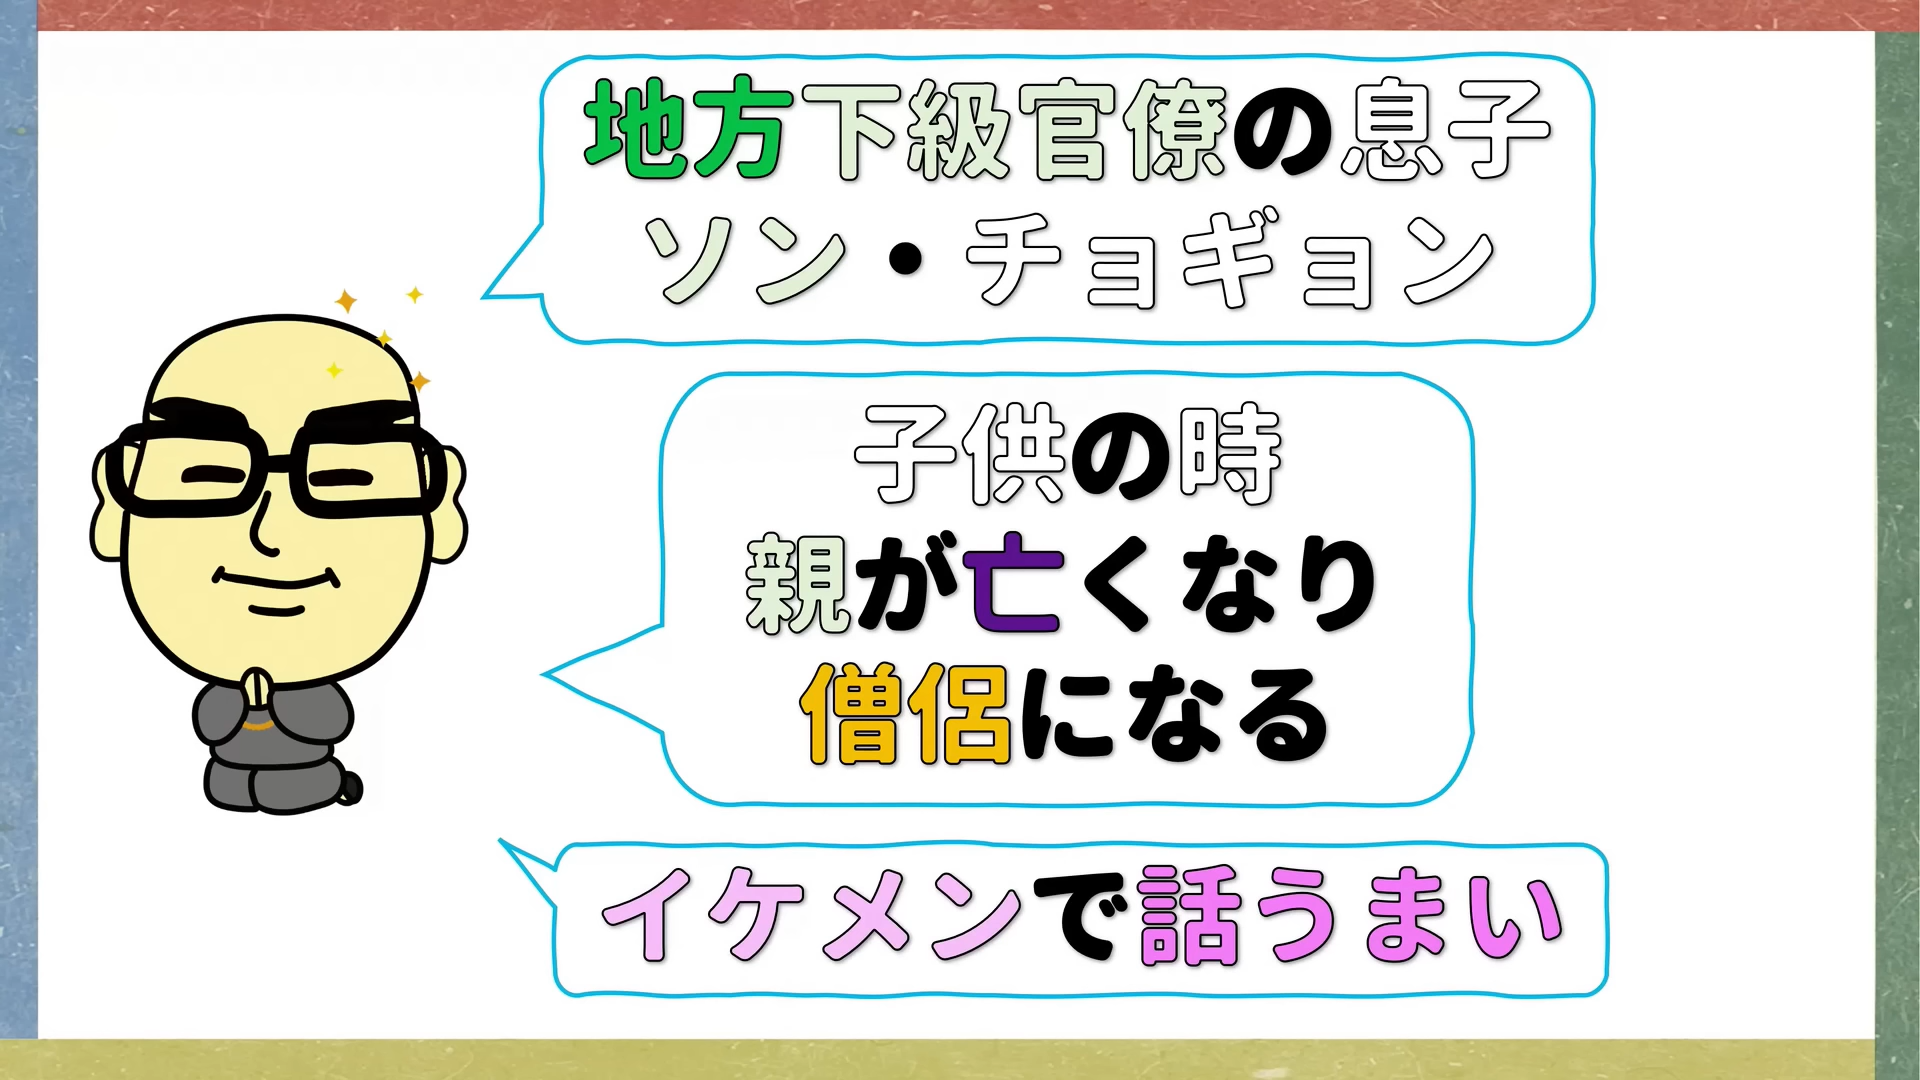 地方下級官僚の息子
ソン・チョギョン
子供の時
親が亡くなり
僧侶になる
イケメンで話うまい